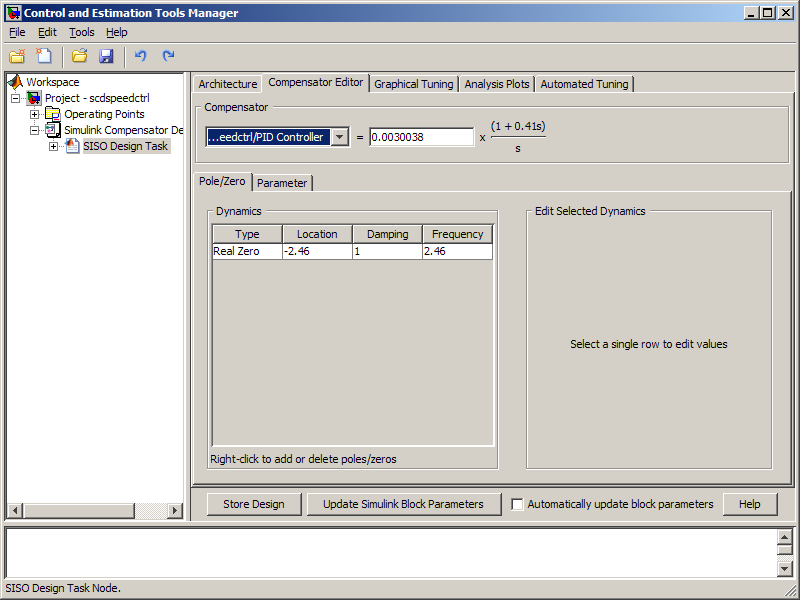 Control and Estimation Tools Manager
File Edit Tools Help
Workspace
Project - scdspeedctrl
Operating Points
Simulink Compensator De
SISO Design Task
Architecture Compensator Editor Graphical Tuning Analysis Plots Automated Tuning
Compensator
...eedctrl/PID Controller = 0.0030038 x (1 + 0.41s)
s
Pole/Zero Parameter
Dynamics
Type Location Damping Frequency
Real Zero -2.46 1 2.46
Right-click to add or delete poles/zeros
Edit Selected Dynamics
Select a single row to edit values
Store Design Update Simulink Block Parameters Automatically update block parameters Help
SISO Design Task Node.